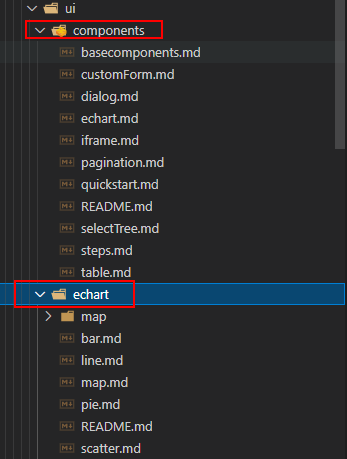 ui
components
basecomponents.md
customForm.md
dialog.md
echart.md
iframe.md
pagination.md
quickstart.md
README.md
selectTree.md
steps.md
table.md
echart
map
bar.md
line.md
map.md
pie.md
README.md
scatter.md